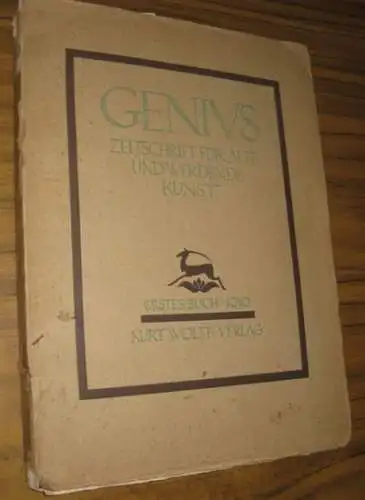 GENIVS
ZEITSCHRIFT FÜR ALTE
UND WERDENDE
KUNST
ERSTES BUCH · 1920
KURT WOLFF VERLAG